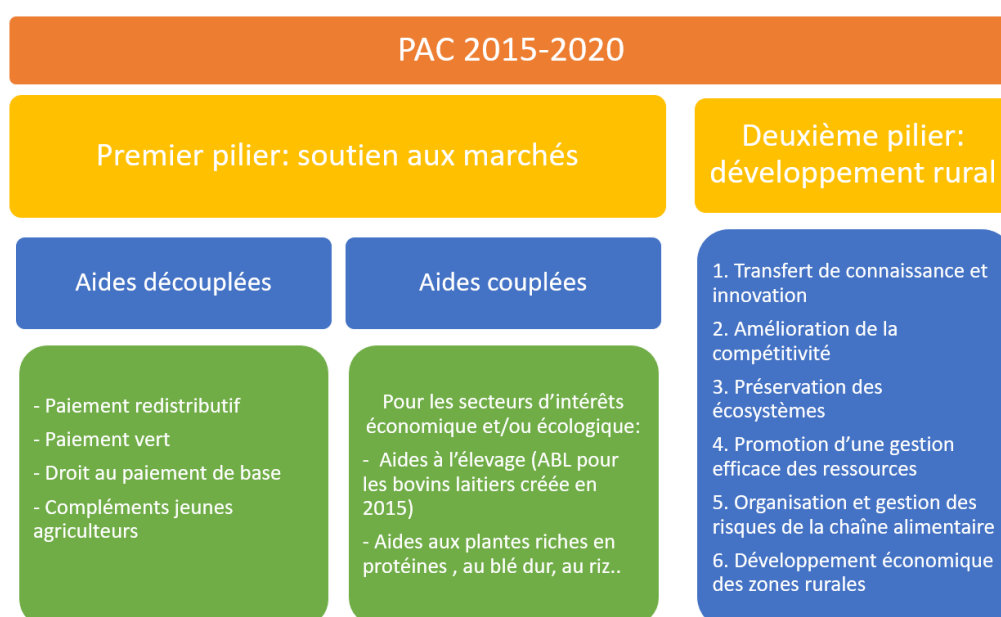 PAC 2015-2020
Premier pilier: soutien aux marchés
Deuxième pilier:
développement rural
Aides découplées
Aides couplées
- Paiement redistributif
- Paiement vert
- Droit au paiement de base
- Compléments jeunes
agriculteurs
Pour les secteurs d’intérêts
économique et/ou écologique:
- Aides à l’élevage (ABL pour
les bovins laitiers créée en
2015)
- Aides aux plantes riches en
protéines , au blé dur, au riz..
1. Transfert de connaissance et
innovation
2. Amélioration de la
compétitivité
3. Préservation des
écosystèmes
4. Promotion d’une gestion
efficace des ressources
5. Organisation et gestion des
risques de la chaîne alimentaire
6. Développement économique
des zones rurales